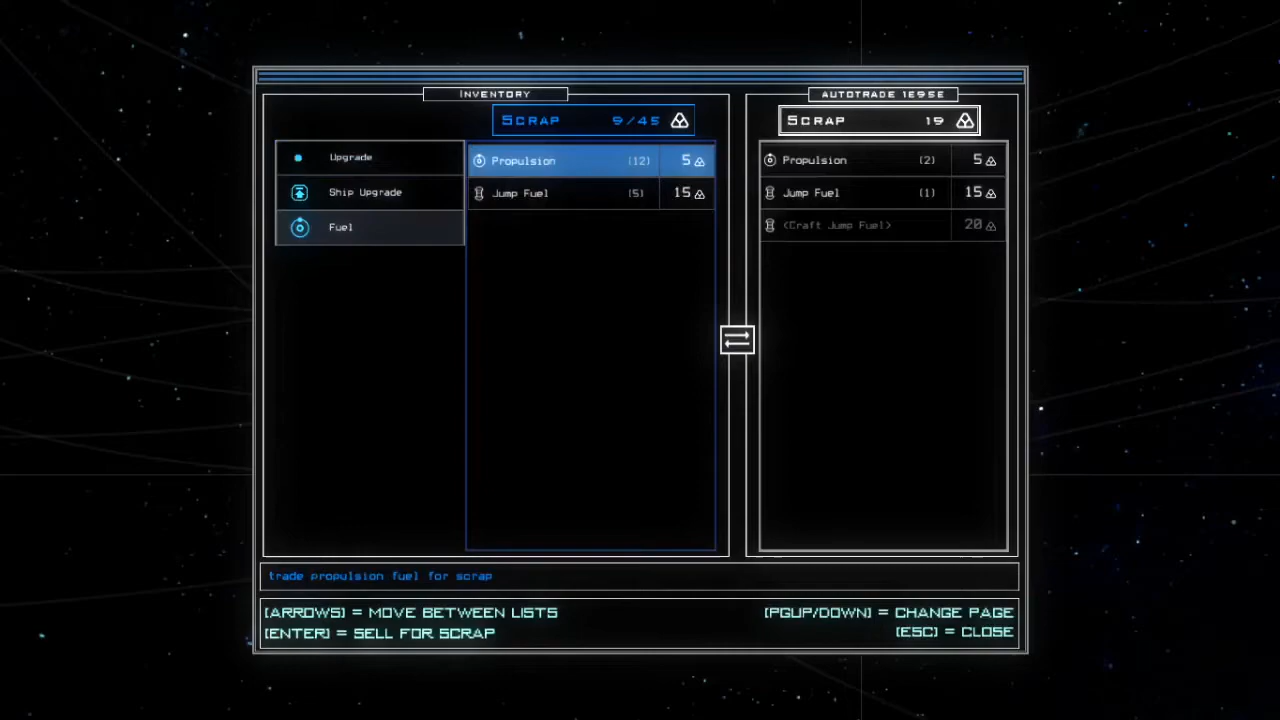 INVENTORY
SCRAP 9/45
Upgrade
Ship Upgrade
Fuel
Propulsion (12) 5
Jump Fuel (5) 15
AUTOTRADE 1E95E
SCRAP 19
Propulsion (2) 5
Jump Fuel (1) 15
<Craft Jump Fuel> 20
trade propulsion fuel for scrap
[ARROWS] = MOVE BETWEEN LISTS
[ENTER] = SELL FOR SCRAP
[PGUP/DOWN] = CHANGE PAGE
[ESC] = CLOSE